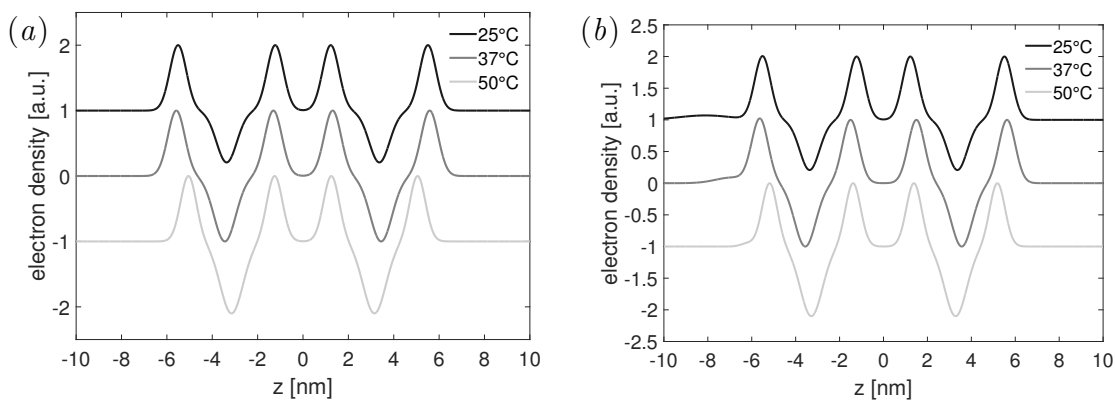 (a)
25°C
37°C
50°C
2
1
0
-1
-2
electron density [a.u.]
-10 -8 -6 -4 -2 0 2 4 6 8 10
z [nm]
(b)
25°C
37°C
50°C
2.5
2
1.5
1
0.5
0
-0.5
-1
-1.5
-2
-2.5
electron density [a.u.]
-10 -8 -6 -4 -2 0 2 4 6 8 10
z [nm]